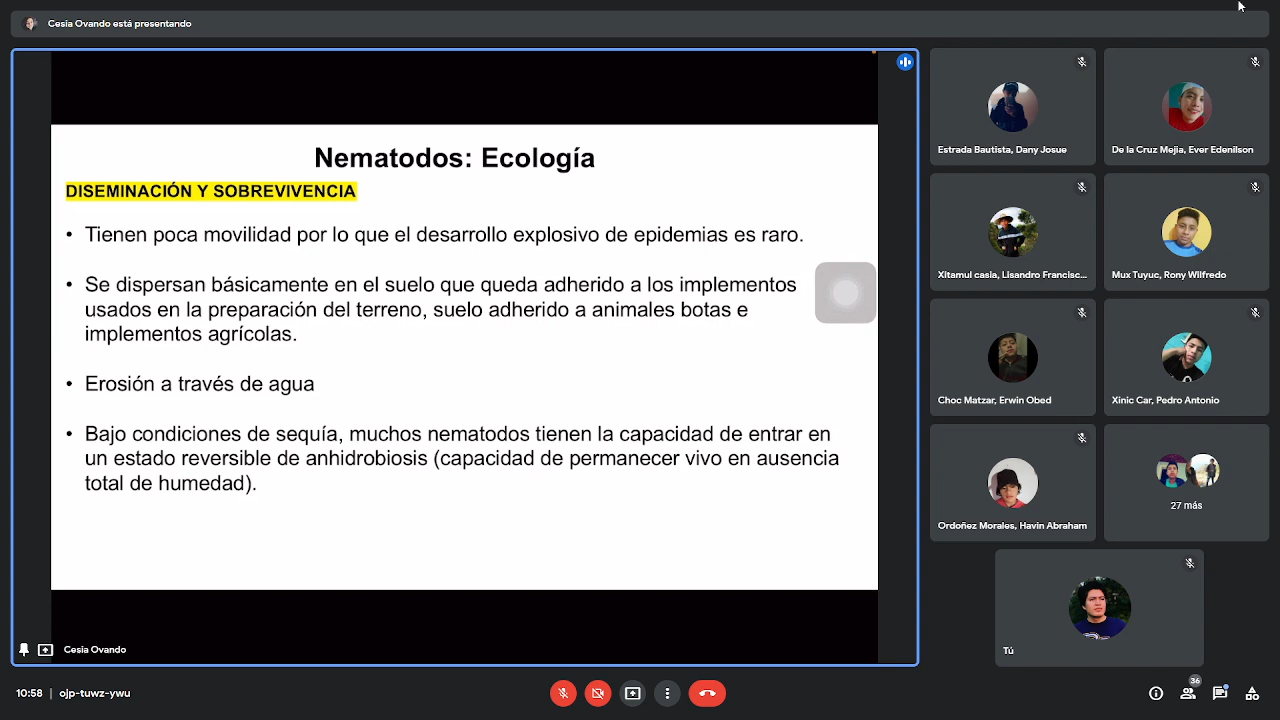 Cesia Ovando está presentando
Nematodos: Ecología
DISEMINACIÓN Y SOBREVIVENCIA
• Tienen poca movilidad por lo que el desarrollo explosivo de epidemias es raro.
• Se dispersan básicamente en el suelo que queda adherido a los implementos
usados en la preparación del terreno, suelo adherido a animales botas e
implementos agrícolas.
• Erosión a través de agua
• Bajo condiciones de sequía, muchos nematodos tienen la capacidad de entrar en
un estado reversible de anhidrobiosis (capacidad de permanecer vivo en ausencia
total de humedad).
Cesia Ovando
Estrada Bautista, Dany Josue
De la Cruz Mejia, Ever Edenilson
Xitamul casia, Lisandro Francisc...
Mux Tuyuc, Rony Wilfredo
Choc Matzar, Erwin Obed
Xinic Car, Pedro Antonio
Ordoñez Morales, Havin Abraham
27 más
Tú
10:58 | ojp-tuwz-ywu
36